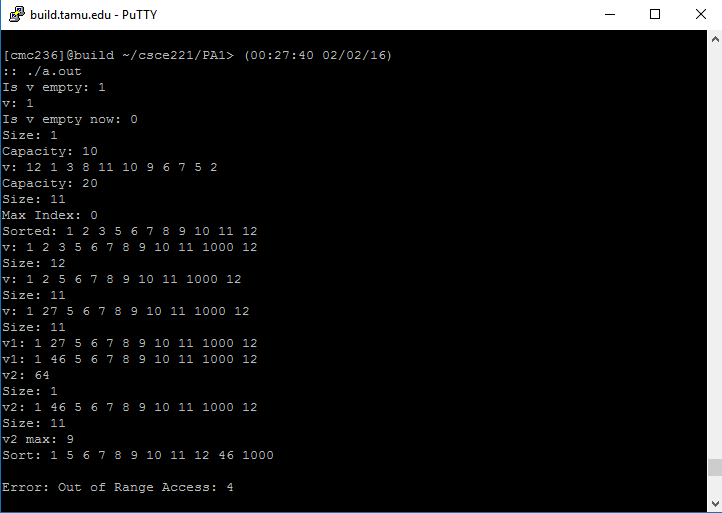 build.tamu.edu - PuTTY
[cmc236]@build ~/csce221/PA1> (00:27:40 02/02/16)
:: ./a.out
Is v empty: 1
v: 1
Is v empty now: 0
Size: 1
Capacity: 10
v: 12 1 3 8 11 10 9 6 7 5 2
Capacity: 20
Size: 11
Max Index: 0
Sorted: 1 2 3 5 6 7 8 9 10 11 12
v: 1 2 3 5 6 7 8 9 10 11 1000 12
Size: 12
v: 1 2 5 6 7 8 9 10 11 1000 12
Size: 11
v: 1 27 5 6 7 8 9 10 11 1000 12
Size: 11
v1: 1 27 5 6 7 8 9 10 11 1000 12
v1: 1 46 5 6 7 8 9 10 11 1000 12
v2: 64
Size: 1
v2: 1 46 5 6 7 8 9 10 11 1000 12
Size: 11
v2 max: 9
Sort: 1 5 6 7 8 9 10 11 12 46 1000
Error: Out of Range Access: 4